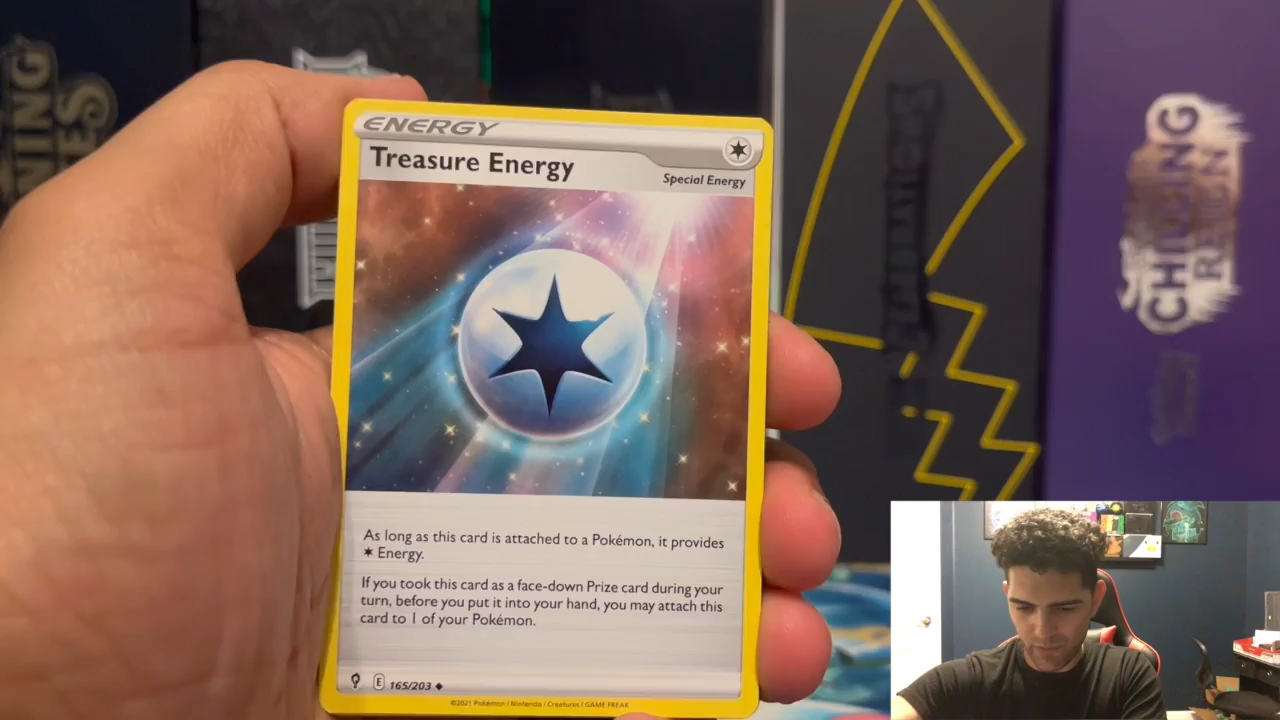 ENERGY
Treasure Energy
Special Energy
As long as this card is attached to a Pokémon, it provides
✶ Energy.
If you took this card as a face-down Prize card during your
turn, before you put it into your hand, you may attach this
card to 1 of your Pokémon.
E 165/203 ◆
©2021 Pokémon / Nintendo / Creatures / GAME FREAK
CHILLING
REIGN